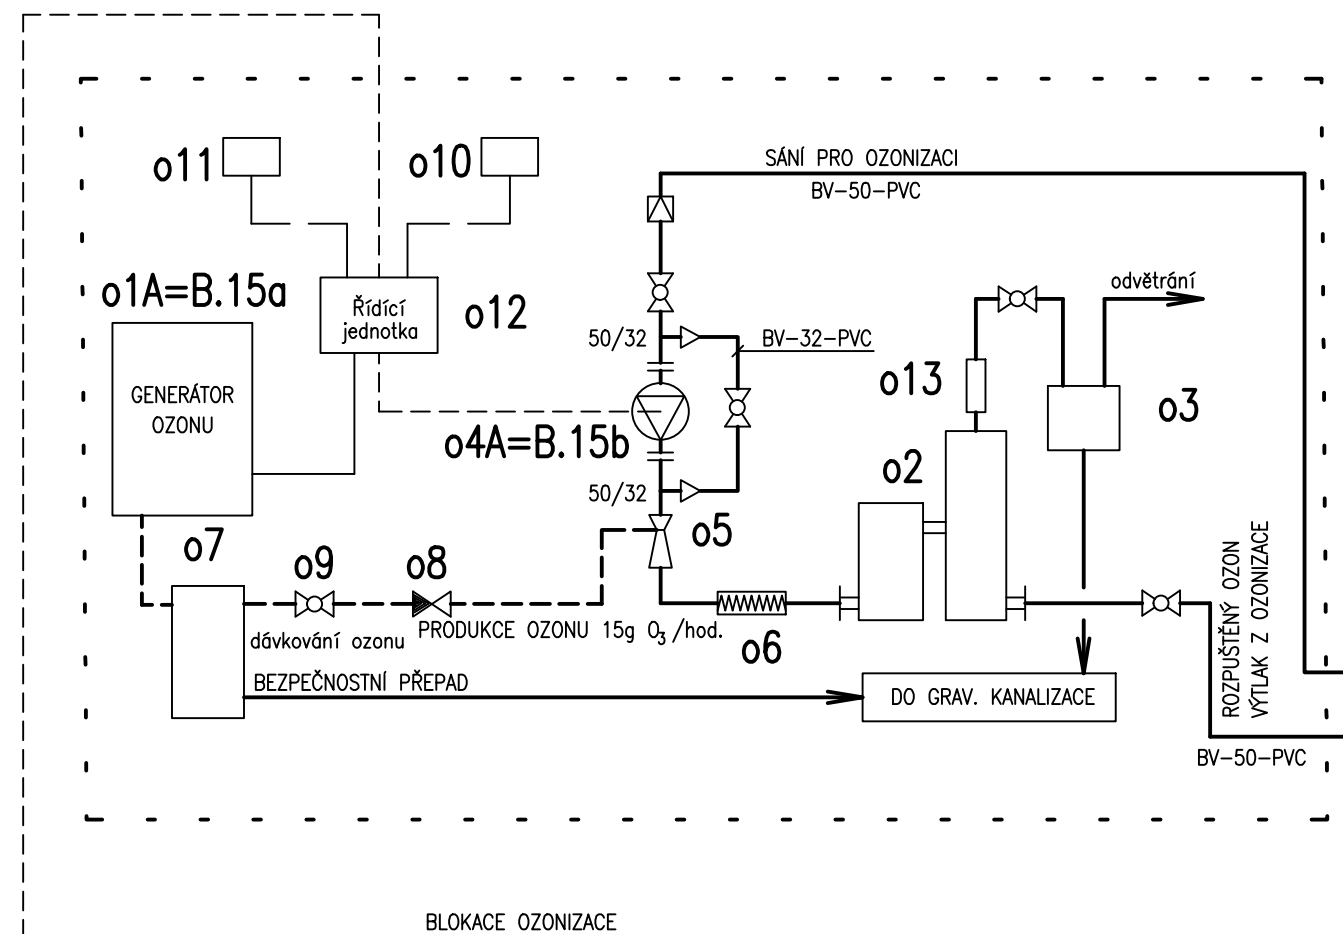 SÁNÍ PRO OZONIZACI
BV-50-PVC
o11
o10
o1A=B.15a
Řídící
jednotka
o12
odvětrání
50/32
BV-32-PVC
GENERÁTOR
OZONU
o13
o3
o4A=B.15b
o2
50/32
o5
o7
o9
o8
dávkování ozonu
PRODUKCE OZONU 15g O3/hod.
o6
ROZPUŠTĚNÝ OZON
VÝTLAK Z OZONIZACE
BEZPEČNOSTNÍ PŘEPAD
DO GRAV. KANALIZACE
BV-50-PVC
BLOKACE OZONIZACE